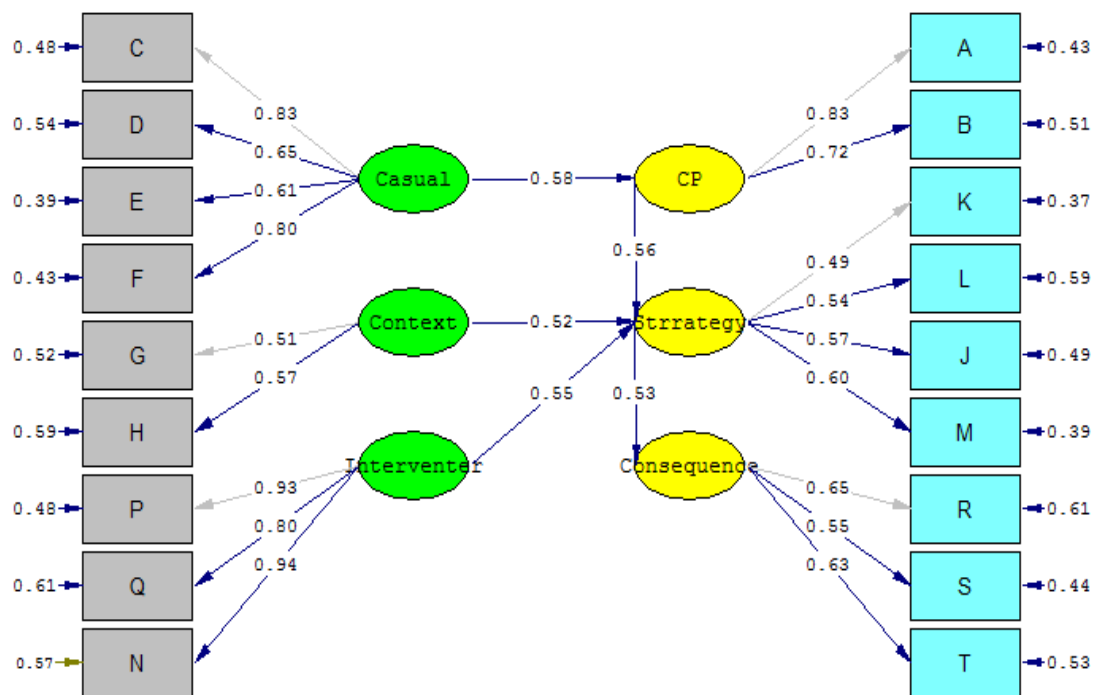 0.48 C
0.83
0.54 D
0.65
0.39 E
0.61
0.43 F
0.80
0.52 G
0.51
0.59 H
0.57
0.48 P
0.93
0.61 Q
0.80
0.57 N
0.94
Casual
0.58
CP
0.56
Context
0.52
Strrategy
0.55
0.53
Interventer
Consequence
0.83
A 0.43
0.72
B 0.51
0.49
K 0.37
0.54
L 0.59
0.57
J 0.49
0.60
M 0.39
0.65
R 0.61
0.55
S 0.44
0.63
T 0.53